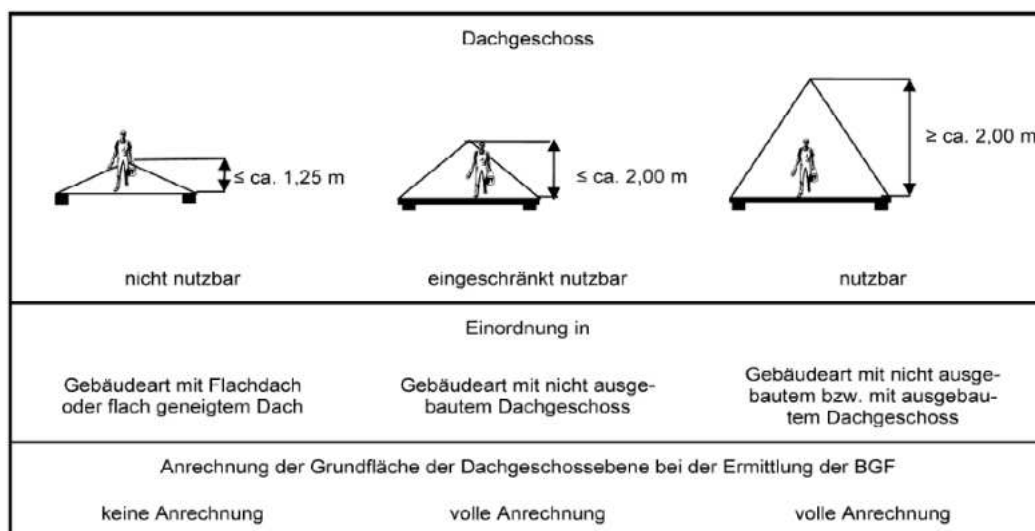 Dachgeschoss
≤ ca. 1,25 m
≤ ca. 2,00 m
≥ ca. 2,00 m
nicht nutzbar
eingeschränkt nutzbar
nutzbar
Einordnung in
Gebäudeart mit Flachdach
oder flach geneigtem Dach
Gebäudeart mit nicht ausge-
bautem Dachgeschoss
Gebäudeart mit nicht ausge-
bautem bzw. mit ausgebau-
tem Dachgeschoss
Anrechnung der Grundfläche der Dachgeschossebene bei der Ermittlung der BGF
keine Anrechnung
volle Anrechnung
volle Anrechnung